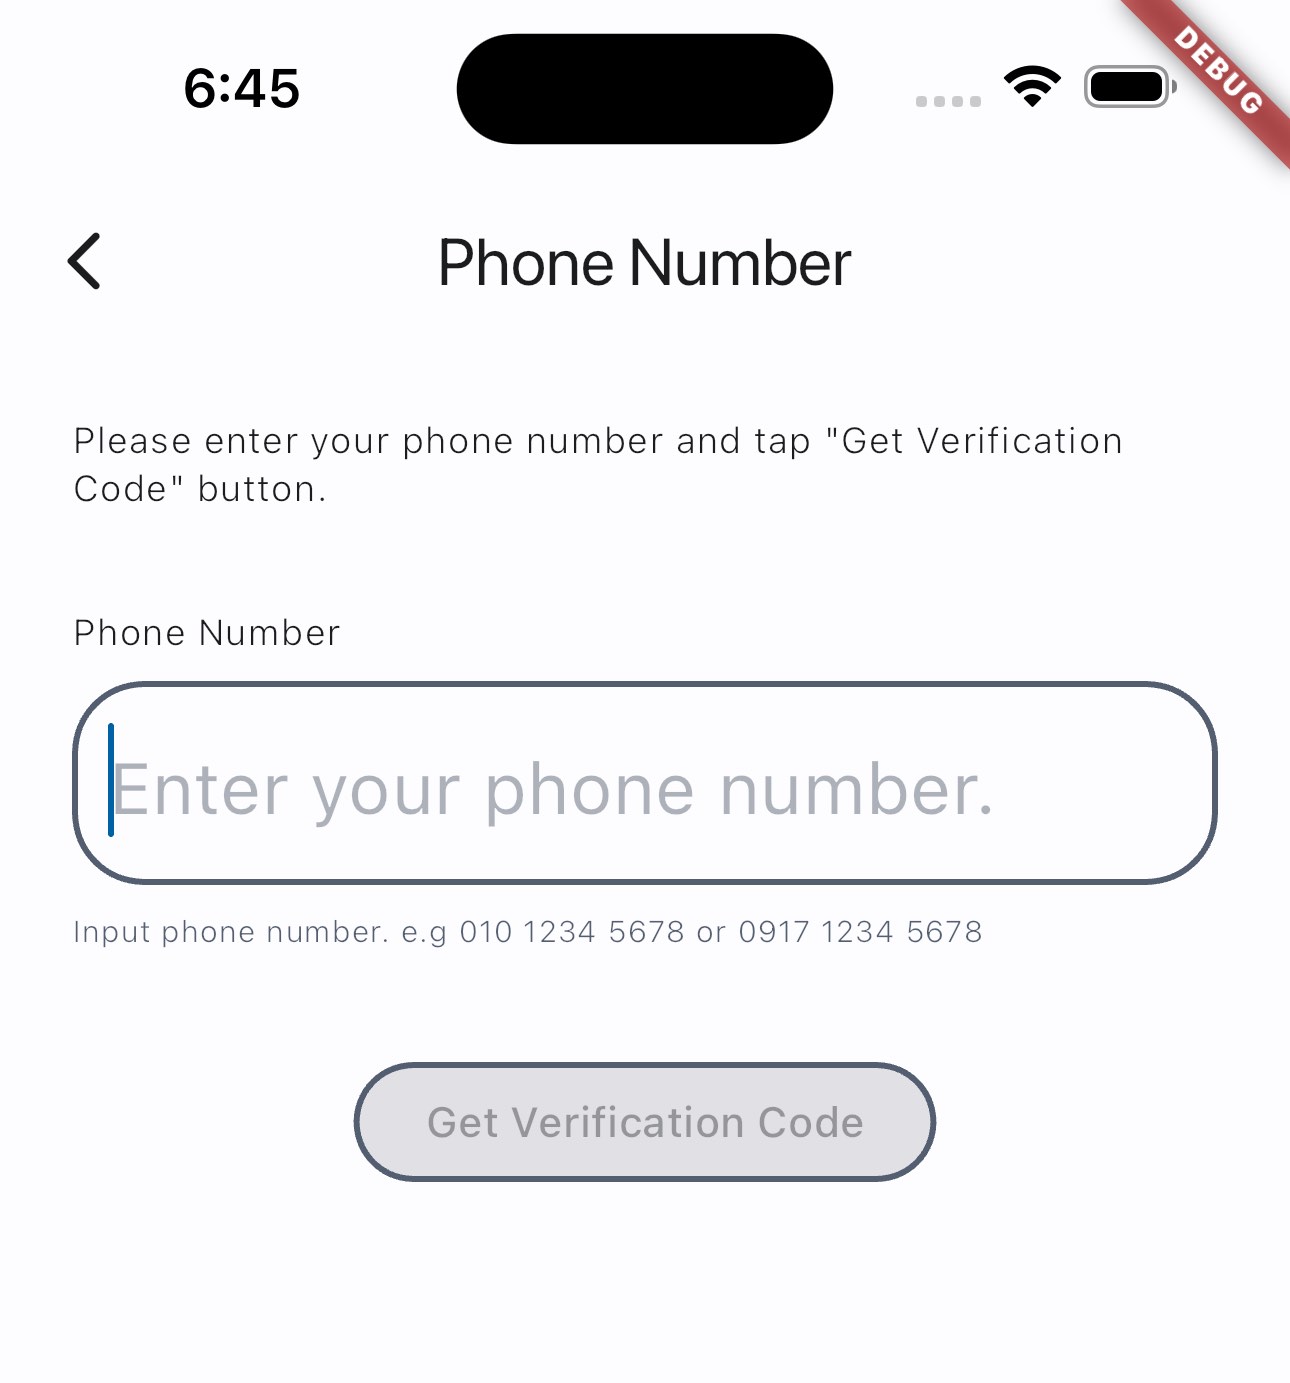 6:45
DEBUG
Phone Number
Please enter your phone number and tap "Get Verification
Code" button.
Phone Number
Enter your phone number.
Input phone number. e.g 010 1234 5678 or 0917 1234 5678
Get Verification Code